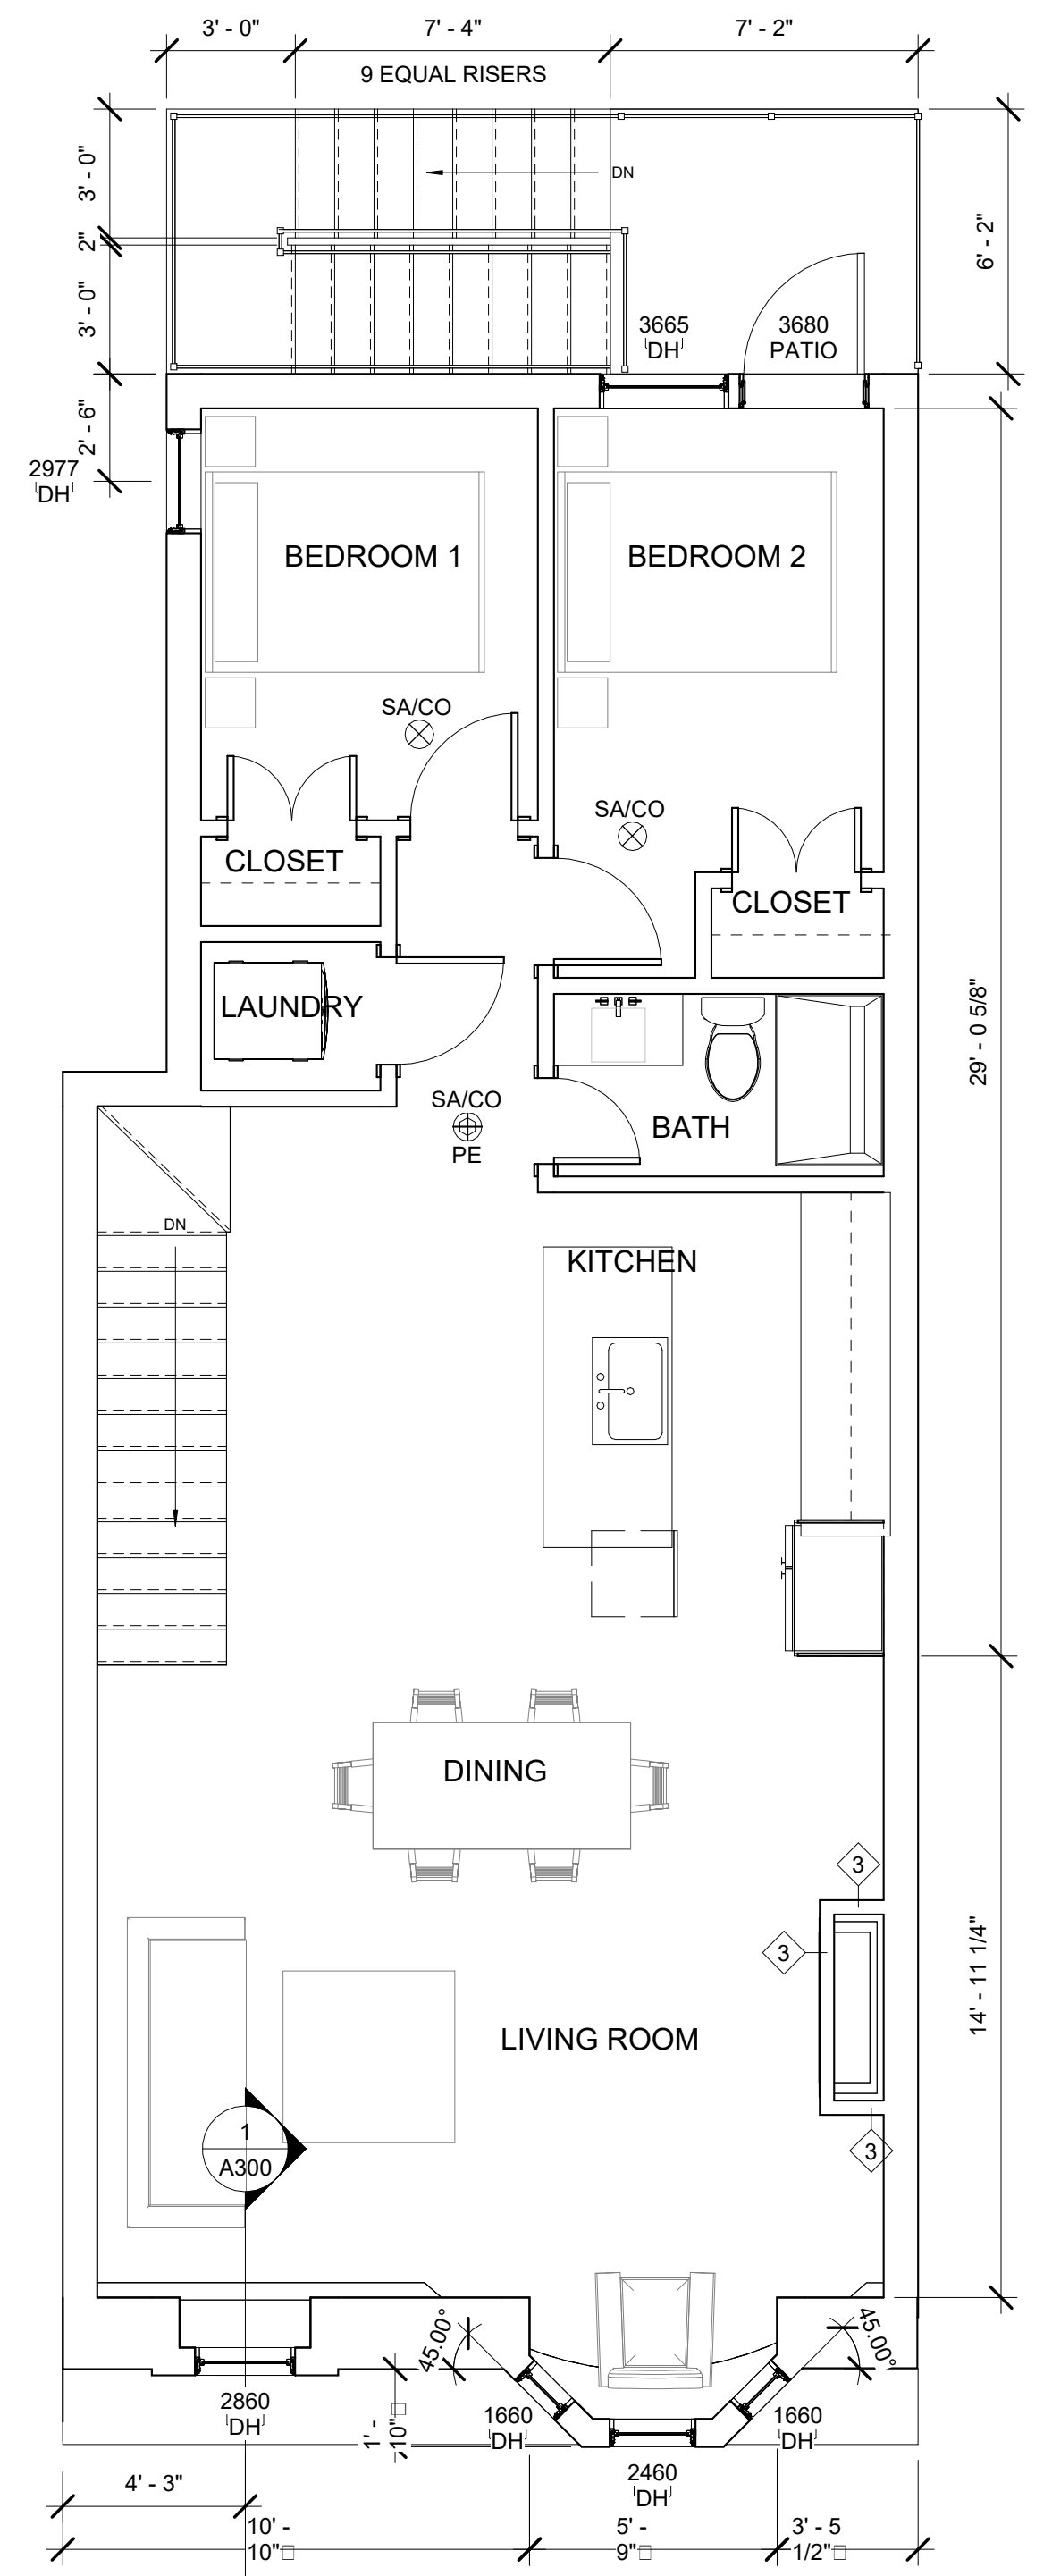 3' - 0" 7' - 4" 7' - 2"
9 EQUAL RISERS
3' - 0"
2"
3' - 0"
2' - 6"
DN
6' - 2"
3665
DH
3680
PATIO
2977
DH
BEDROOM 1
BEDROOM 2
SA/CO
SA/CO
CLOSET
CLOSET
LAUNDRY
29' - 0 5/8"
SA/CO
PE
BATH
DN
KITCHEN
DINING
3
3
14' - 11 1/4"
LIVING ROOM
1
A300
3
45.00°
45.00°
2860
DH
1' -
10"
1660
DH
1660
DH
2460
DH
4' - 3"
10' -
10"
5' -
9"
3' - 5
1/2"